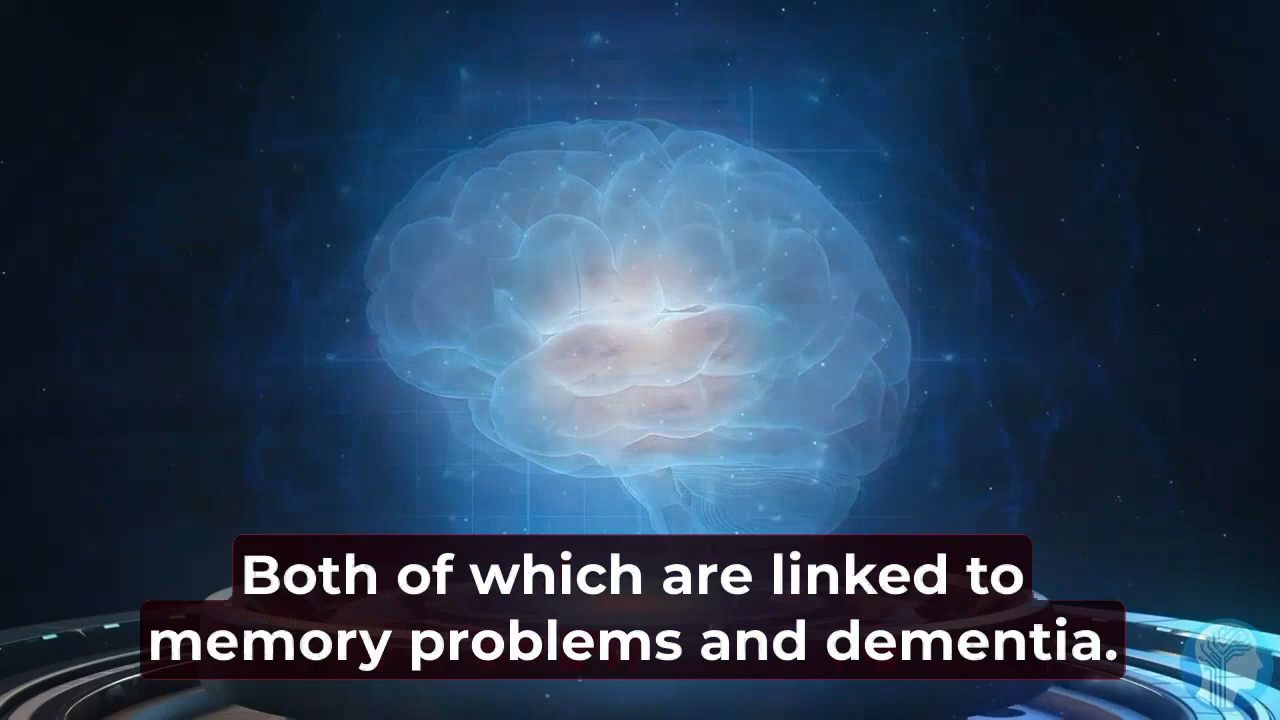 Both of which are linked to
memory problems and dementia.